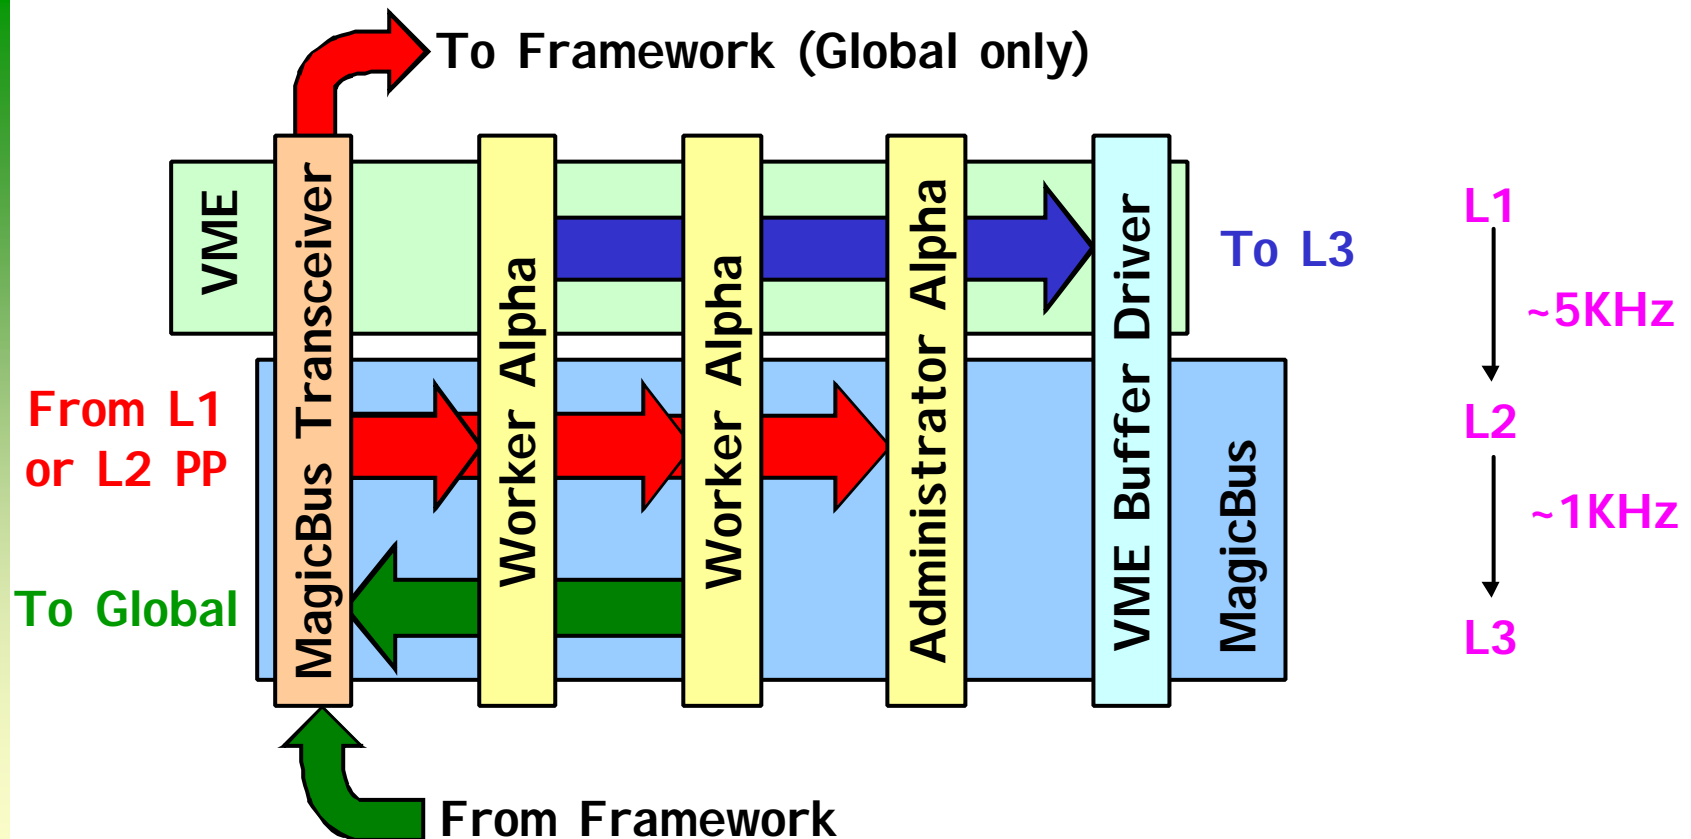 To Framework (Global only)
VME
MagicBus Transceiver
Worker Alpha
Worker Alpha
Administrator Alpha
VME Buffer Driver
MagicBus
To L3
From L1
or L2 PP
To Global
From Framework
L1
~5KHz
L2
~1KHz
L3